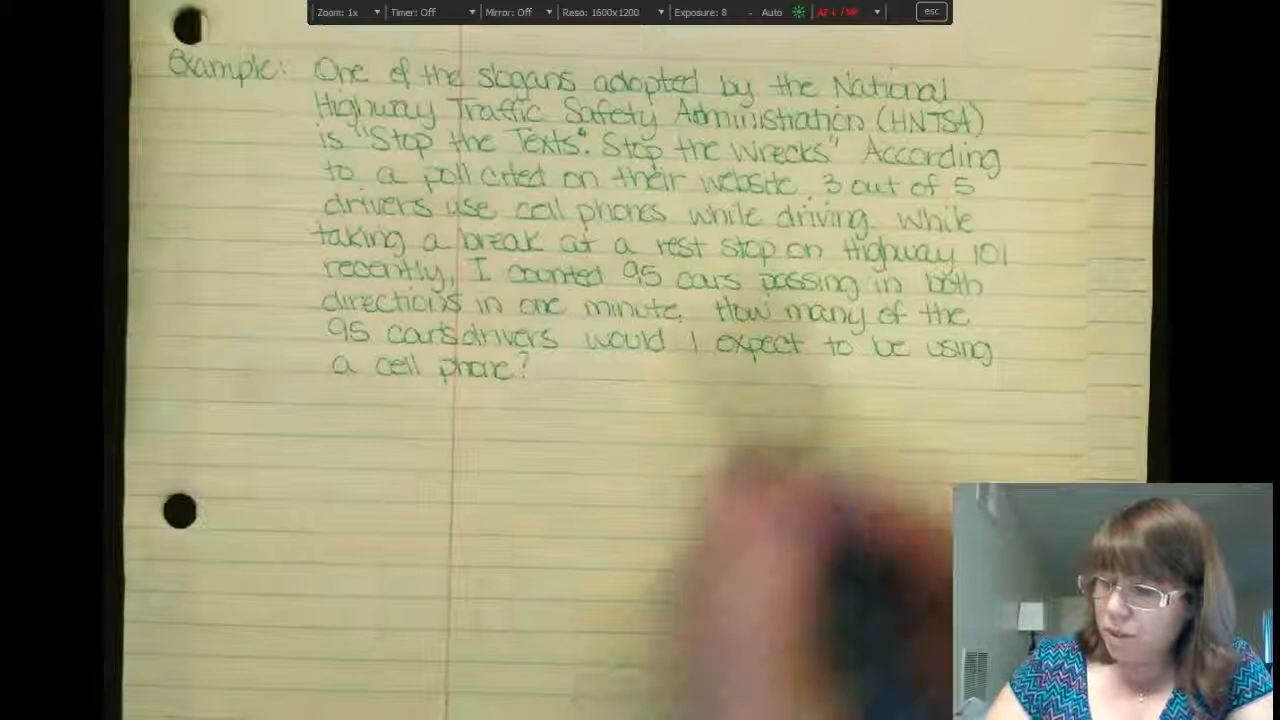 Zoom: 1x Timer: Off Mirror: Off Reso: 1600x1200 Exposure: 8 - Auto AF-L / MF esc
Example: One of the slogans adopted by the National
Highway Traffic Safety Administration (HNTSA)
is "Stop the Texts". Stop the Wrecks" According
to a poll cited on their website, 3 out of 5
drivers use cell phones while driving. While
taking a break at a rest stop on Highway 101
recently, I counted 95 cars passing in both
directions in one minute. How many of the
95 cars drivers would I expect to be using
a cell phone?